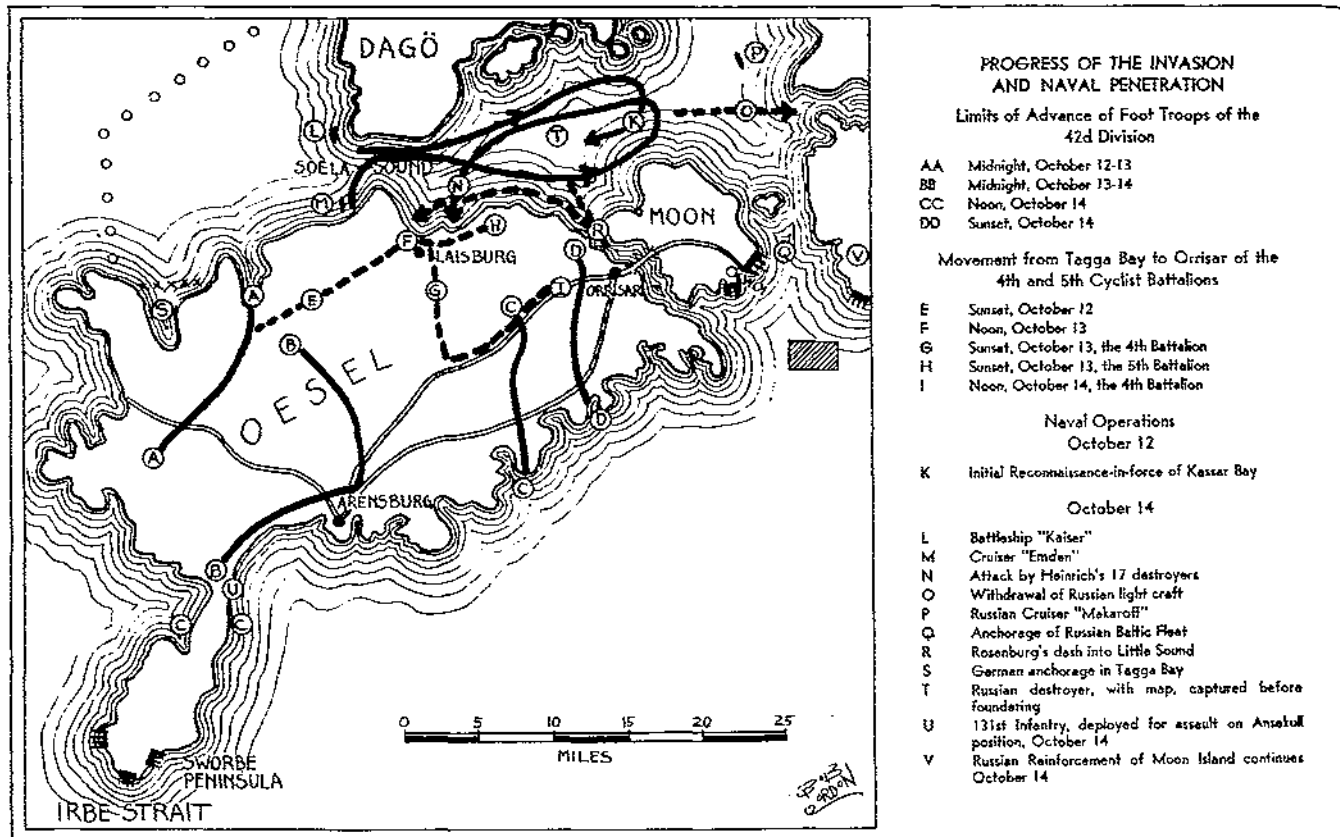 DAGÖ
P
L
K
O
T
SOELA SOUND
N
M
MOON
F
H
R
LAISBURG
D
Q
V
S
A
E
G
C
I
ORRISAR
B
OESEL
A
D
C
ARENSBURG
B
U
C
C
0 5 10 15 20 25
MILES
SWORBE
PENINSULA
IRBE-STRAIT
PROGRESS OF THE INVASION
AND NAVAL PENETRATION
Limits of Advance of Foot Troops of the
42d Division
AA Midnight, October 12-13
BB Midnight, October 13-14
CC Noon, October 14
DD Sunset, October 14
Movement from Tagga Bay to Orrisar of the
4th and 5th Cyclist Battalions
E Sunset, October 12
F Noon, October 13
G Sunset, October 13, the 4th Battalion
H Sunset, October 13, the 5th Battalion
I Noon, October 14, the 4th Battalion
Naval Operations
October 12
K Initial Reconnaissance-in-force of Kassar Bay
October 14
L Battleship "Kaiser"
M Cruiser "Emden"
N Attack by Heinrich's 17 destroyers
O Withdrawal of Russian light craft
P Russian Cruiser "Makaroff"
Q Anchorage of Russian Baltic Fleet
R Rosenburg's dash into Little Sound
S German anchorage in Tagga Bay
T Russian destroyer, with map, captured before
foundering
U 131st Infantry, deployed for assault on Ansekull
position, October 14
V Russian Reinforcement of Moon Island continues
October 14